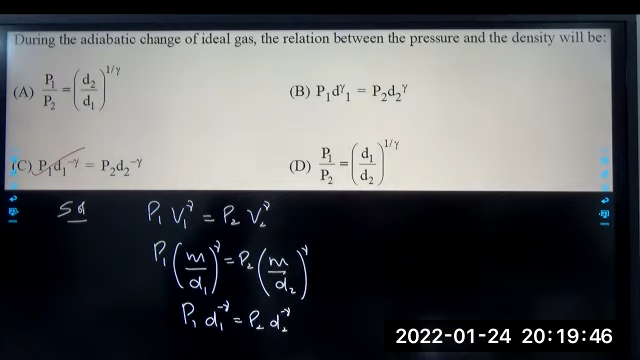 During the adiabatic change of ideal gas, the relation between the pressure and the density will be:
(A) P₁/P₂ = (d₂/d₁)^1/γ
(B) P₁d^γ₁ = P₂d₂^γ
(C) P₁d₁^−γ = P₂d₂^−γ
(D) P₁/P₂ = (d₁/d₂)^1/γ
P₁ V₁^γ = P₂ V₂^γ
P₁ (m/d₁)^γ = P₂ (m/d₂)^γ
P₁ d₁^−γ = P₂ d₂^−γ
2022-01-24 20:19:46